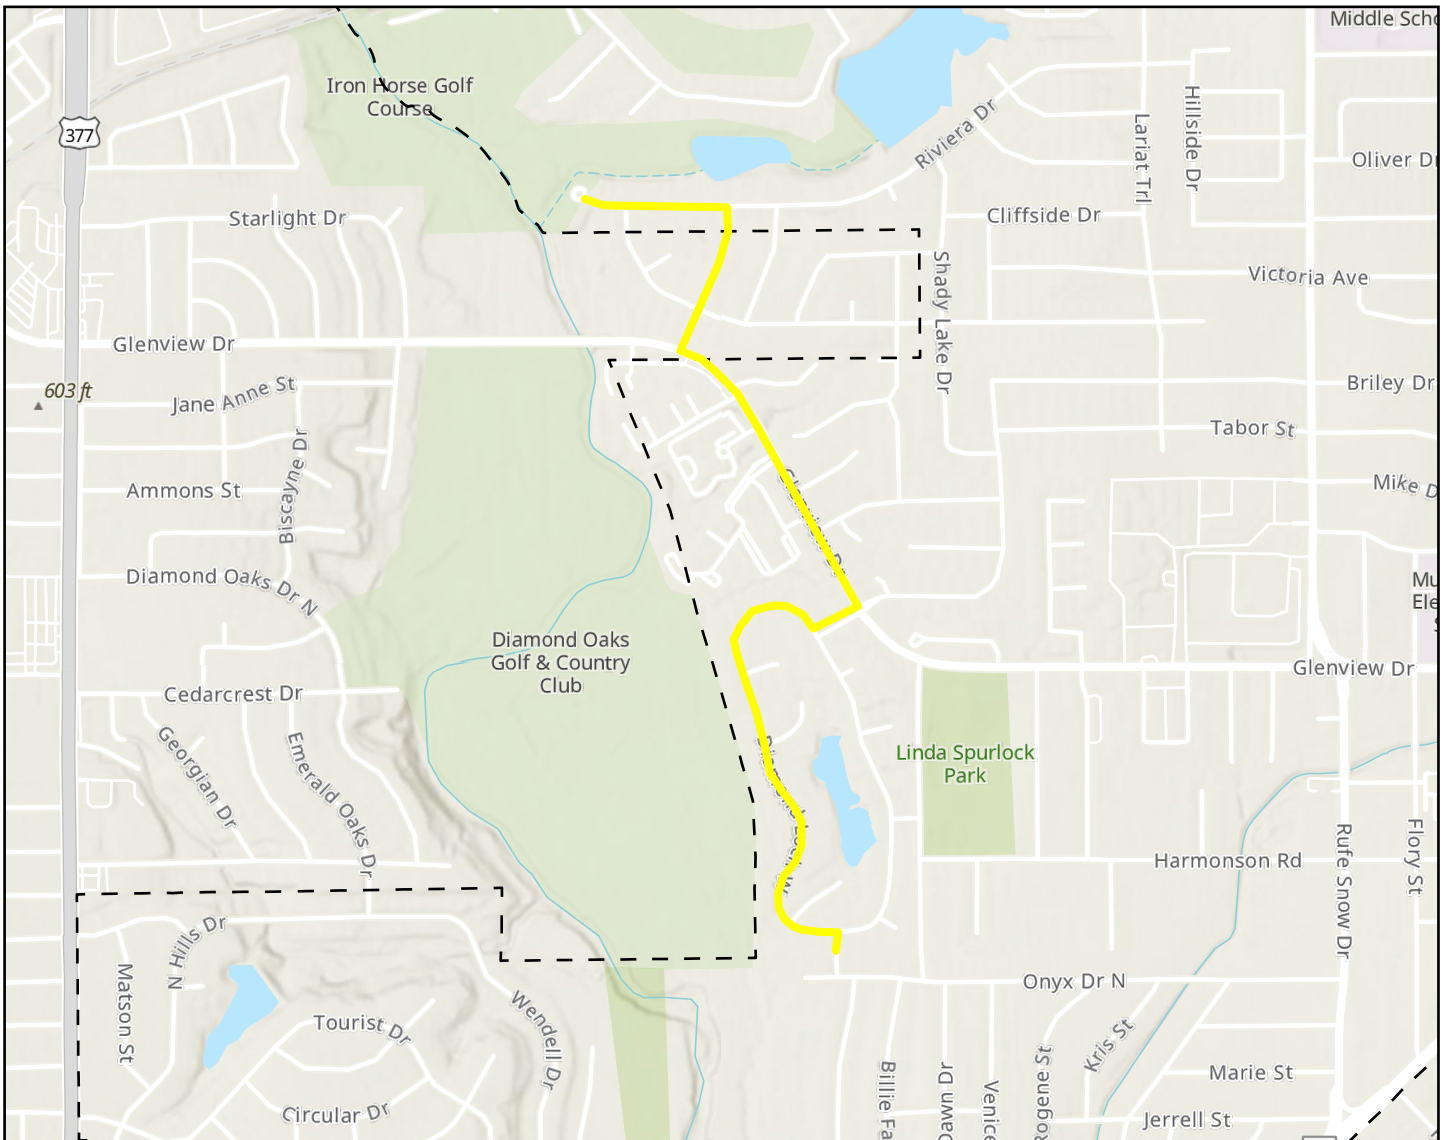 Middle Scho
Iron Horse Golf
Course
377
Riviera Dr
Lariat Trl
Hillside Dr
Oliver Dr
Starlight Dr
Cliffside Dr
Shady Lake Dr
Victoria Ave
Glenview Dr
603 ft
Jane Anne St
Briley Dr
Tabor St
Biscayne Dr
Ammons St
Mike D
Glenview Dr
Diamond Oaks Dr N
Mu
Ele
Diamond Oaks
Golf & Country
Club
Glenview Dr
Cedarcrest Dr
Georgian Dr
Emerald Oaks Dr
Linda Spurlock
Park
Rufe Snow Dr
Flory St
Harmonson Rd
N Hills Dr
Matson St
Onyx Dr N
Wendell Dr
Tourist Dr
Kris St
Rogene St
Billie Fa
Dawn Dr
Venice
Marie St
Circular Dr
Jerrell St